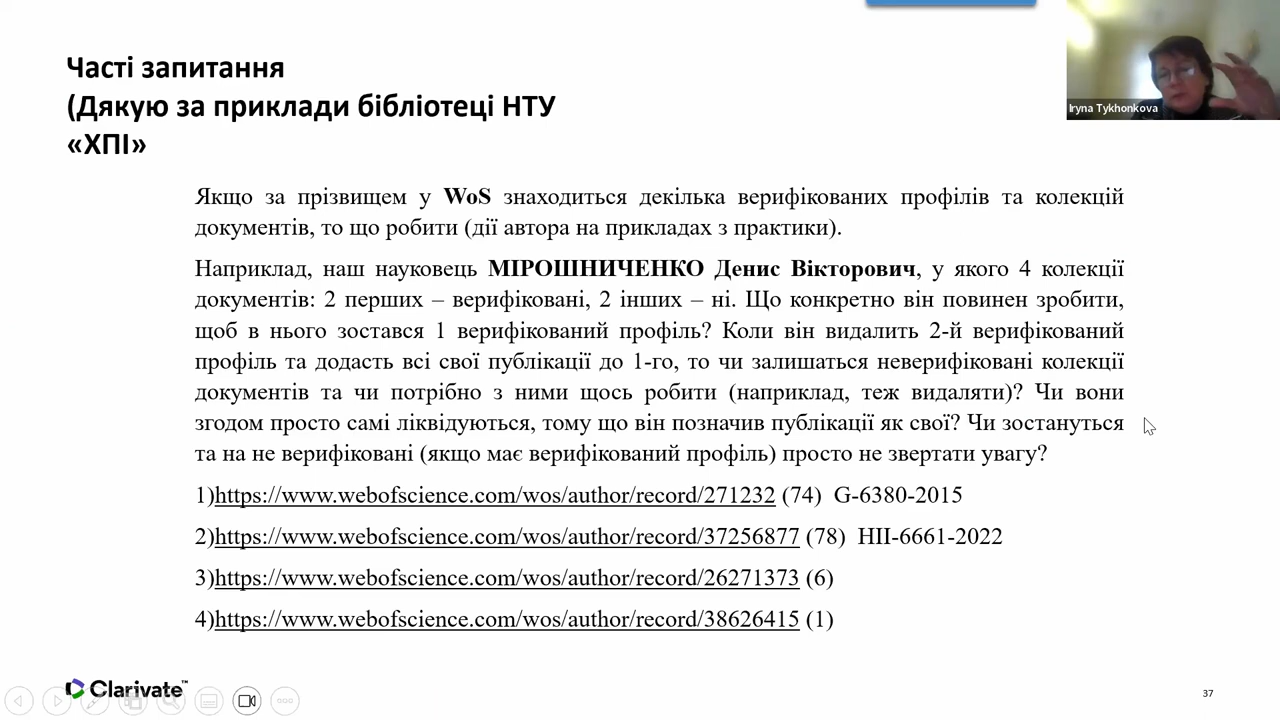 Часті запитання
(Дякую за приклади бібліотеці НТУ
«ХПІ»
Iryna Tykhonkova
Якщо за прізвищем у WoS знаходиться декілька верифікованих профілів та колекцій
документів, то що робити (дії автора на прикладах з практики).
Наприклад, наш науковець МІРОШНИЧЕНКО Денис Вікторович, у якого 4 колекції
документів: 2 перших – верифіковані, 2 інших – ні. Що конкретно він повинен зробити,
щоб в нього зостався 1 верифікований профіль? Коли він видалить 2-й верифікований
профіль та додасть всі свої публікації до 1-го, то чи залишаться неверифіковані колекції
документів та чи потрібно з ними щось робити (наприклад, теж видаляти)? Чи вони
згодом просто самі ліквідуються, тому що він позначив публікації як свої? Чи зостануться
та на не верифіковані (якщо має верифікований профіль) просто не звертати увагу?
1)https://www.webofscience.com/wos/author/record/271232 (74) G-6380-2015
2)https://www.webofscience.com/wos/author/record/37256877 (78) HII-6661-2022
3)https://www.webofscience.com/wos/author/record/26271373 (6)
4)https://www.webofscience.com/wos/author/record/38626415 (1)
Clarivate™
37